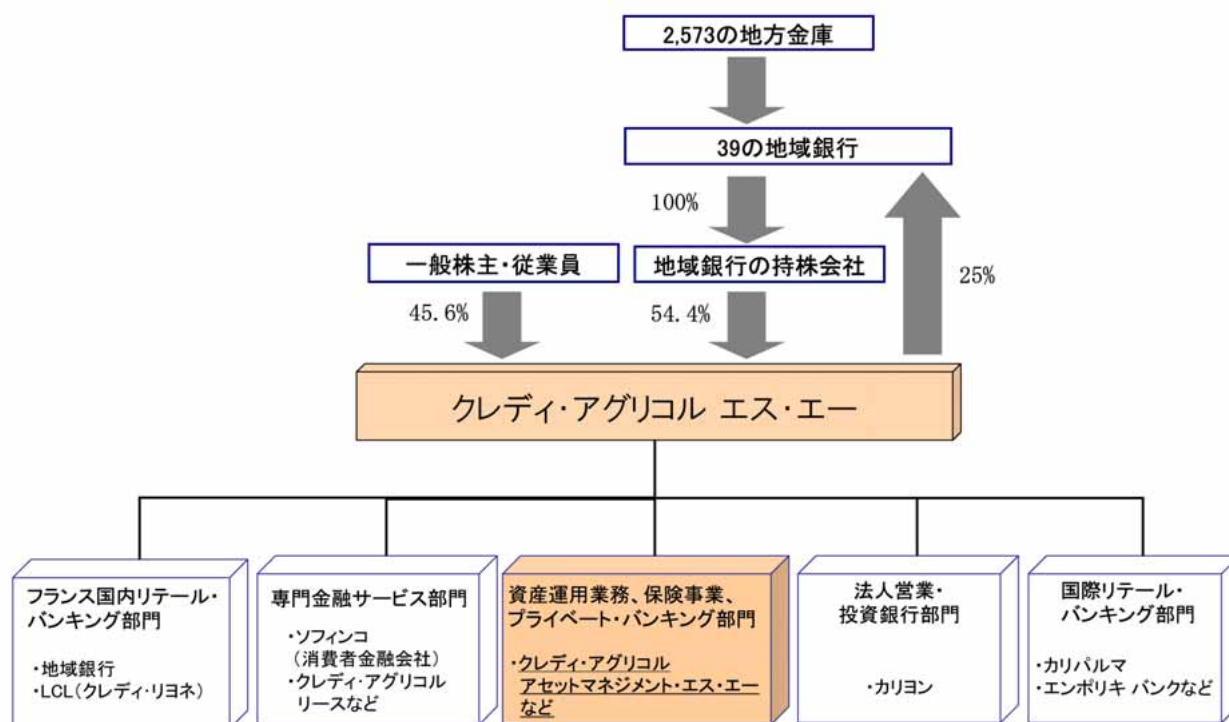 2,573の地方金庫
39の地域銀行
100%
一般株主・従業員
地域銀行の持株会社
25%
45.6%
54.4%
クレディ・アグリコル エス・エー
フランス国内リテール・
バンキング部門
・地域銀行
・LCL(クレディ・リヨネ)
専門金融サービス部門
・ソフィンコ
(消費者金融会社)
・クレディ・アグリコル
リースなど
資産運用業務、保険事業、
プライベート・バンキング部門
・クレディ・アグリコル
アセットマネジメント・エス・エー
など
法人営業・
投資銀行部門
・カリヨン
国際リテール・
バンキング部門
・カリパルマ
・エンポリキ バンクなど